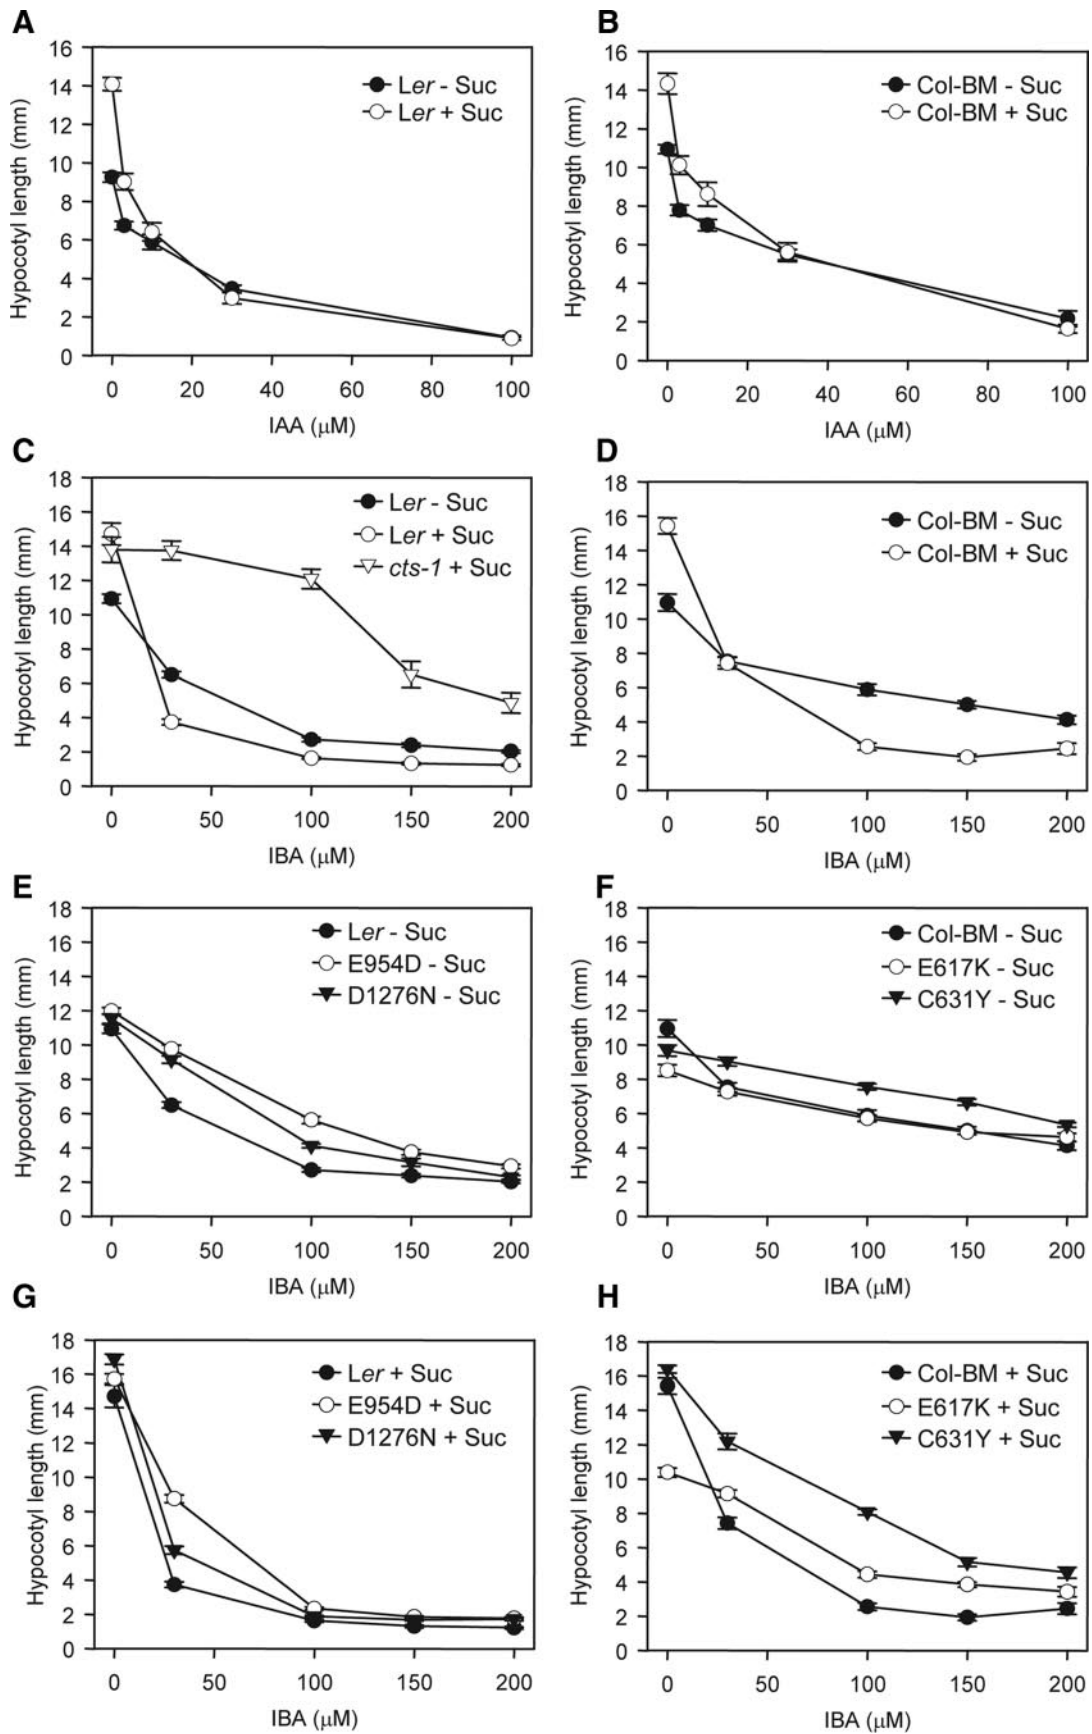 A
16
14
12
10
8
6
4
2
0
Hypocotyl length (mm)
Ler - Suc
Ler + Suc
0 20 40 60 80 100
IAA (μM)
B
16
14
12
10
8
6
4
2
0
Hypocotyl length (mm)
Col-BM - Suc
Col-BM + Suc
0 20 40 60 80 100
IAA (μM)
C
18
16
14
12
10
8
6
4
2
0
Hypocotyl length (mm)
Ler - Suc
Ler + Suc
cts-1 + Suc
0 50 100 150 200
IBA (μM)
D
18
16
14
12
10
8
6
4
2
0
Hypocotyl length (mm)
Col-BM - Suc
Col-BM + Suc
0 50 100 150 200
IBA (μM)
E
18
16
14
12
10
8
6
4
2
0
Hypocotyl length (mm)
Ler - Suc
E954D - Suc
D1276N - Suc
0 50 100 150 200
IBA (μM)
F
18
16
14
12
10
8
6
4
2
0
Hypocotyl length (mm)
Col-BM - Suc
E617K - Suc
C631Y - Suc
0 50 100 150 200
IBA (μM)
G
18
16
14
12
10
8
6
4
2
0
Hypocotyl length (mm)
Ler + Suc
E954D + Suc
D1276N + Suc
0 50 100 150 200
IBA (μM)
H
18
16
14
12
10
8
6
4
2
0
Hypocotyl length (mm)
Col-BM + Suc
E617K + Suc
C631Y + Suc
0 50 100 150 200
IBA (μM)